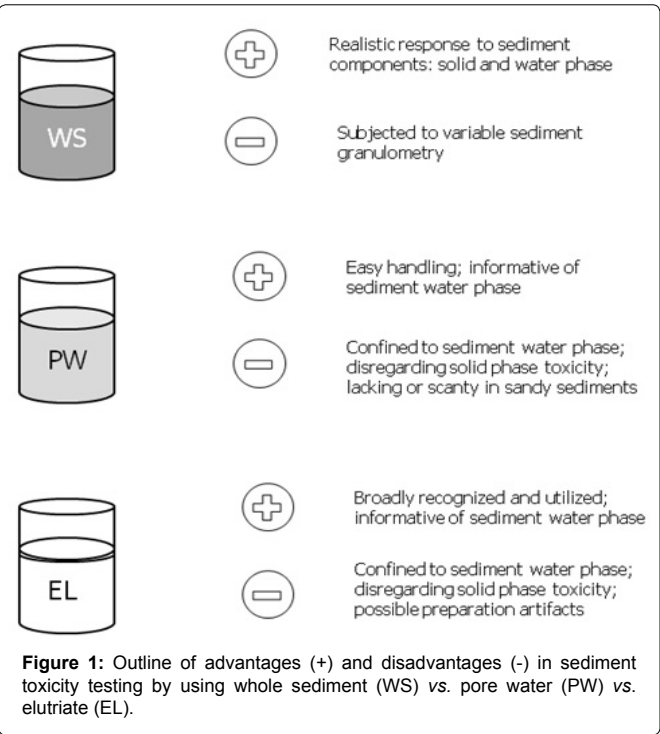 Realistic response to sediment
components: solid and water phase
WS
Subjected to variable sediment
granulometry
Easy handling; informative of
sediment water phase
PW
Confined to sediment water phase;
disregarding solid phase toxicity;
lacking or scanty in sandy sediments
Broadly recognized and utilized;
informative of sediment water phase
EL
Confined to sediment water phase;
disregarding solid phase toxicity;
possible preparation artifacts
Figure 1: Outline of advantages (+) and disadvantages (-) in sediment
toxicity testing by using whole sediment (WS) vs. pore water (PW) vs.
elutriate (EL).